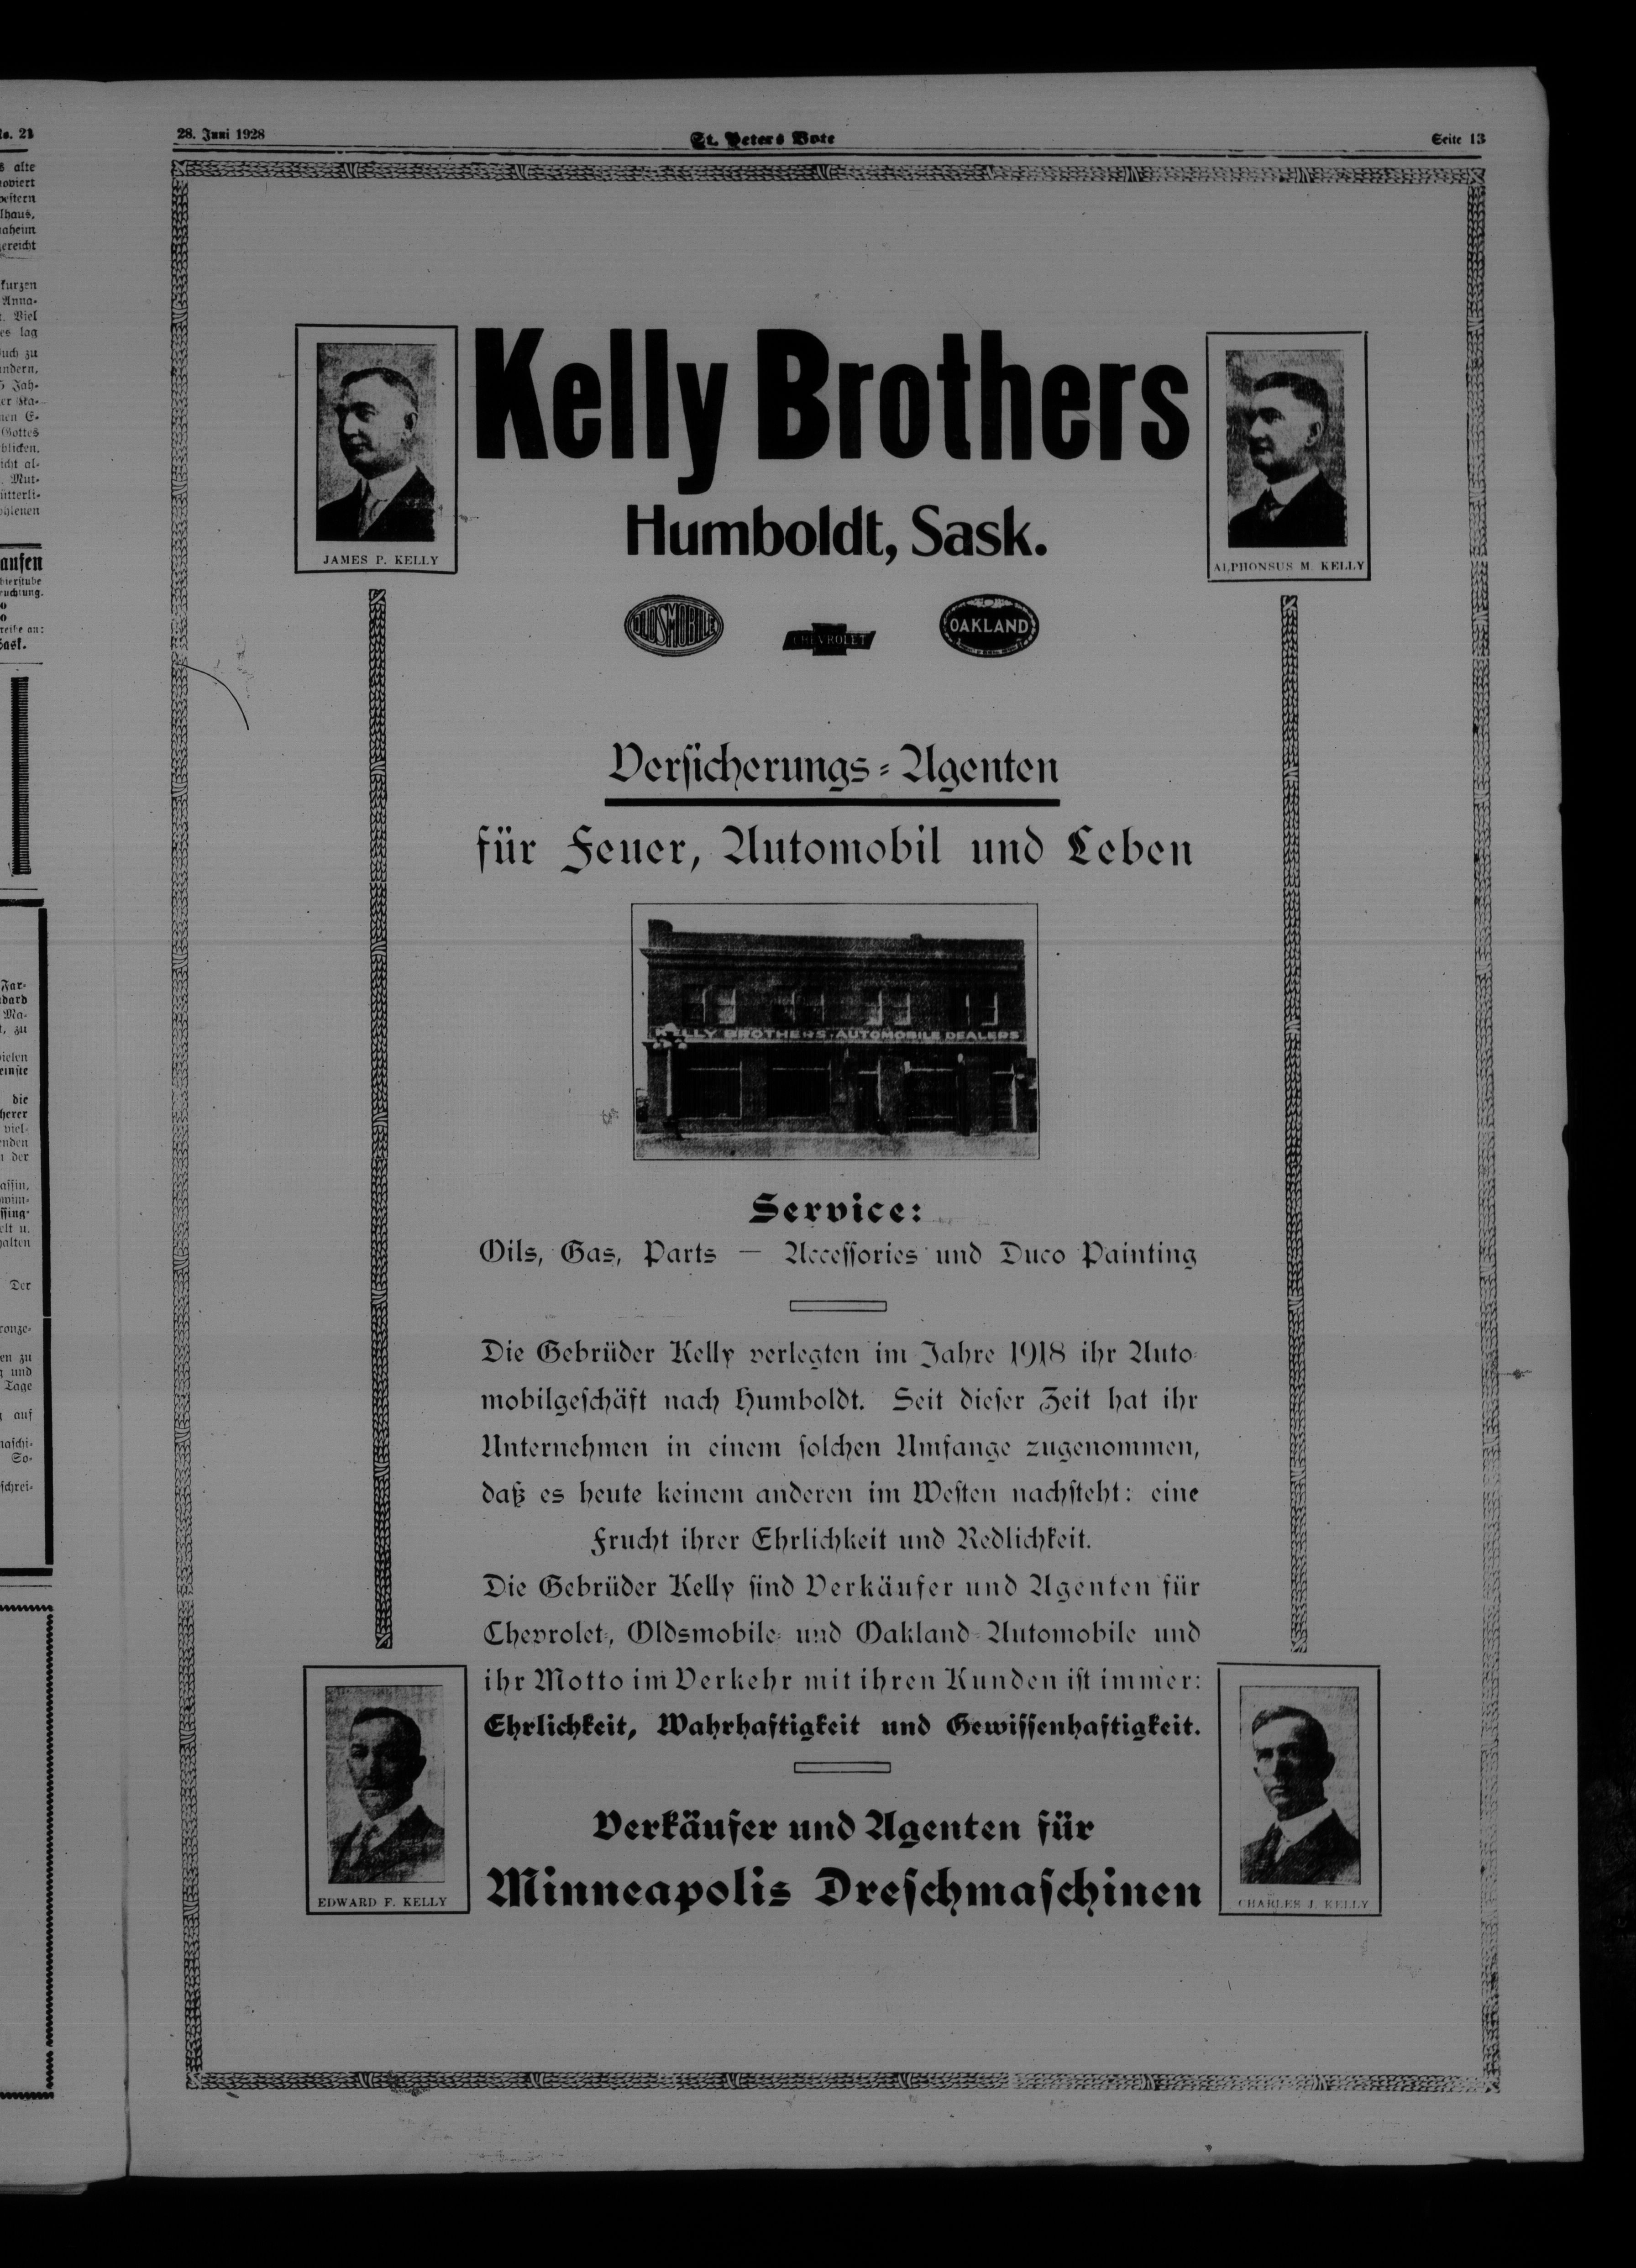 28. Juni 1928
St. Peters Bote
Seite 13
Kelly Brothers
Humboldt, Sask.
JAMES P. KELLY
ALPHONSUS M. KELLY
OLDSMOBILE
CHEVROLET
OAKLAND
Versicherungs-Agenten
für Feuer, Automobil und Leben
KELLY BROTHERS. AUTOMOBILE DEALERS
Service:
Oils, Gas, Parts — Accessories und Duco Painting
Die Gebrüder Kelly verlegten im Jahre 1918 ihr Auto-
mobilgeschäft nach Humboldt. Seit dieser Zeit hat ihr
Unternehmen in einem solchen Umfange zugenommen,
daß es heute keinem anderen im Westen nachsteht: eine
Frucht ihrer Ehrlichkeit und Redlichkeit.
Die Gebrüder Kelly sind Verkäufer und Agenten für
Chevrolet-, Oldsmobile- und Oakland-Automobile und
ihr Motto im Verkehr mit ihren Kunden ist immer:
Ehrlichkeit, Wahrhaftigkeit und Gewissenhaftigkeit.
EDWARD F. KELLY
CHARLES J. KELLY
Verkäufer und Agenten für
Minneapolis Dreschmaschinen